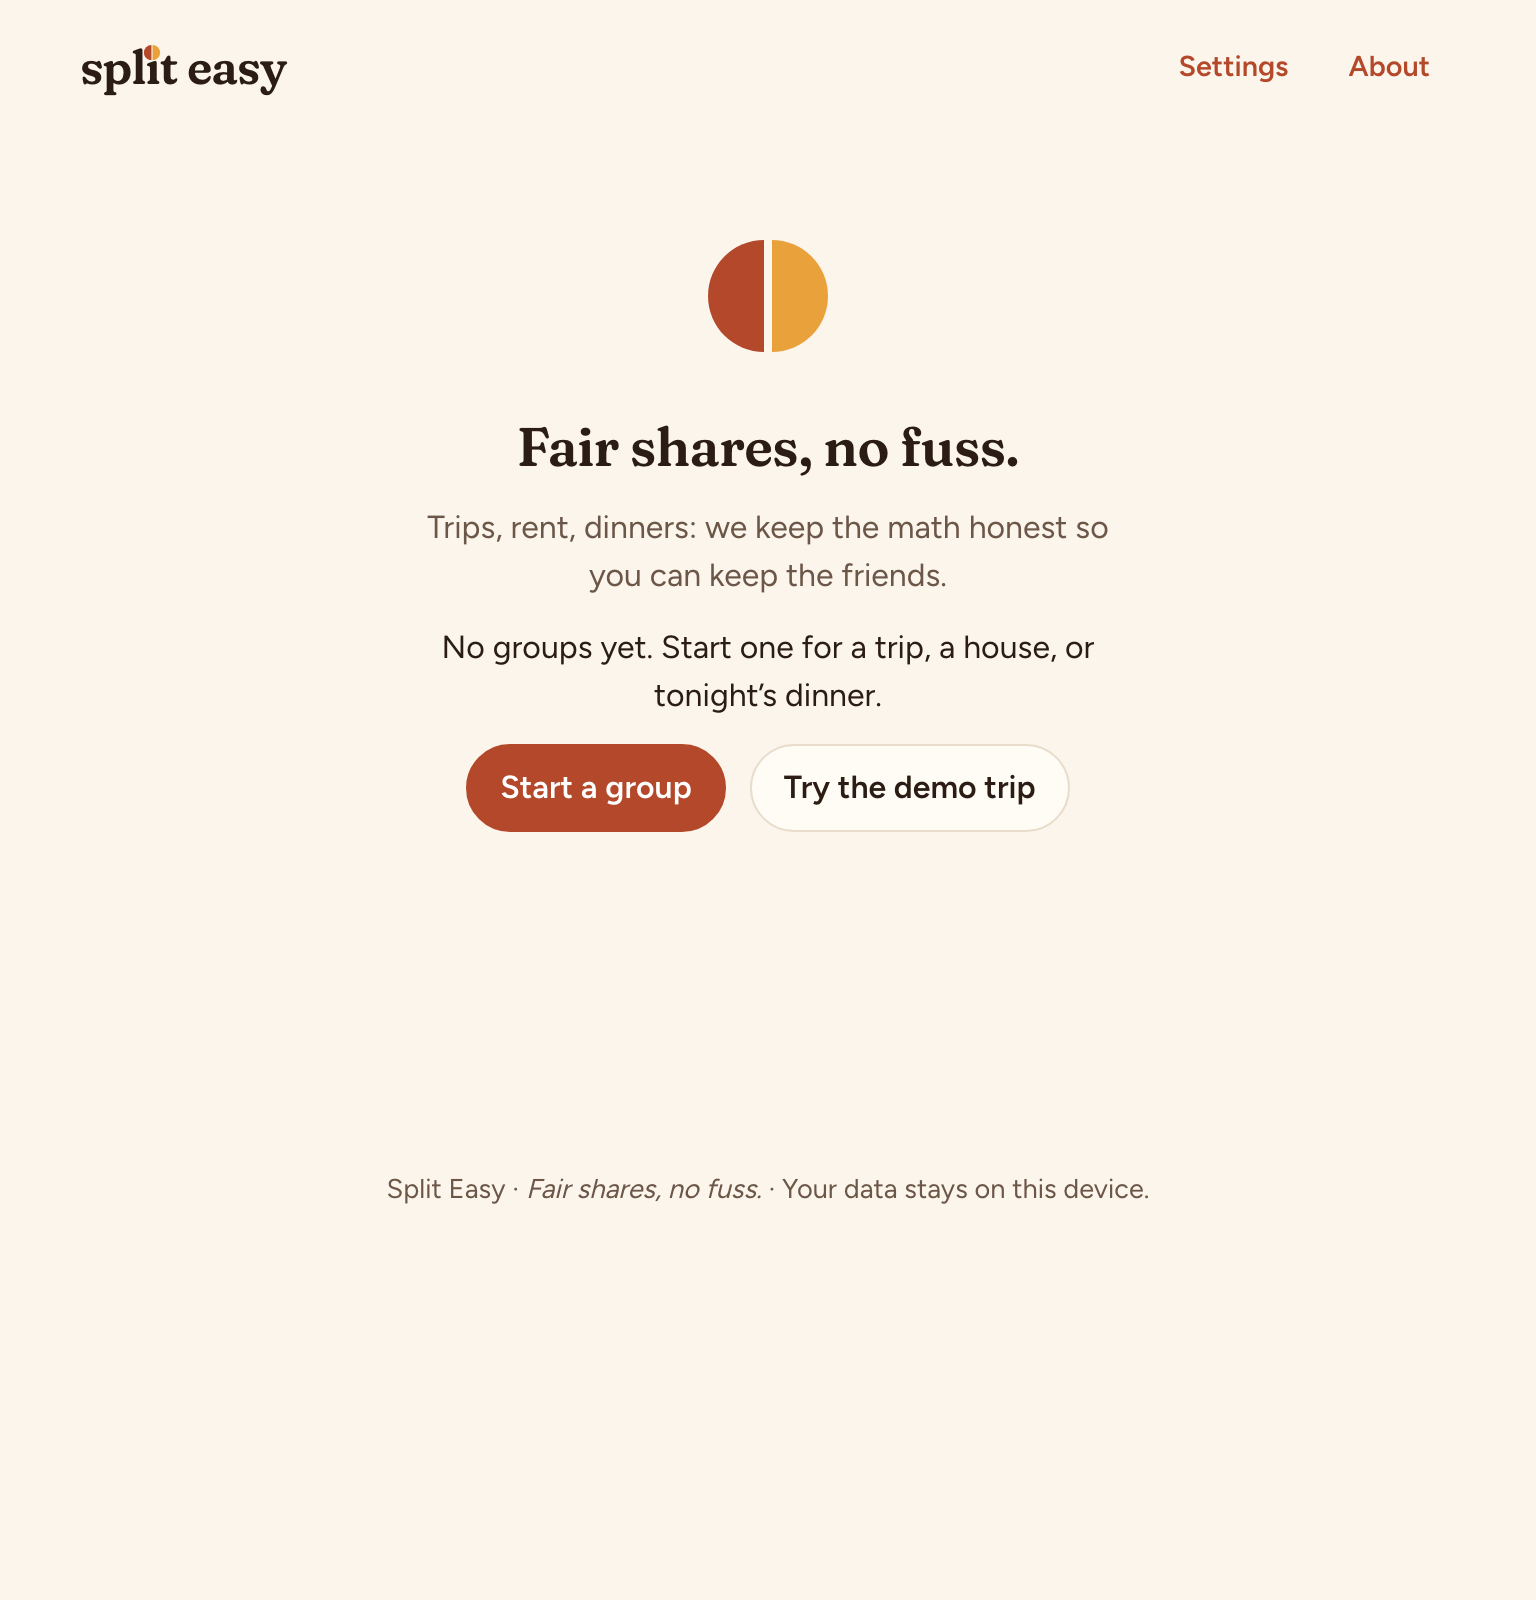 split easy
Settings
About
Fair shares, no fuss.
Trips, rent, dinners: we keep the math honest so
you can keep the friends.
No groups yet. Start one for a trip, a house, or
tonight’s dinner.
Start a group
Try the demo trip
Split Easy · Fair shares, no fuss. · Your data stays on this device.